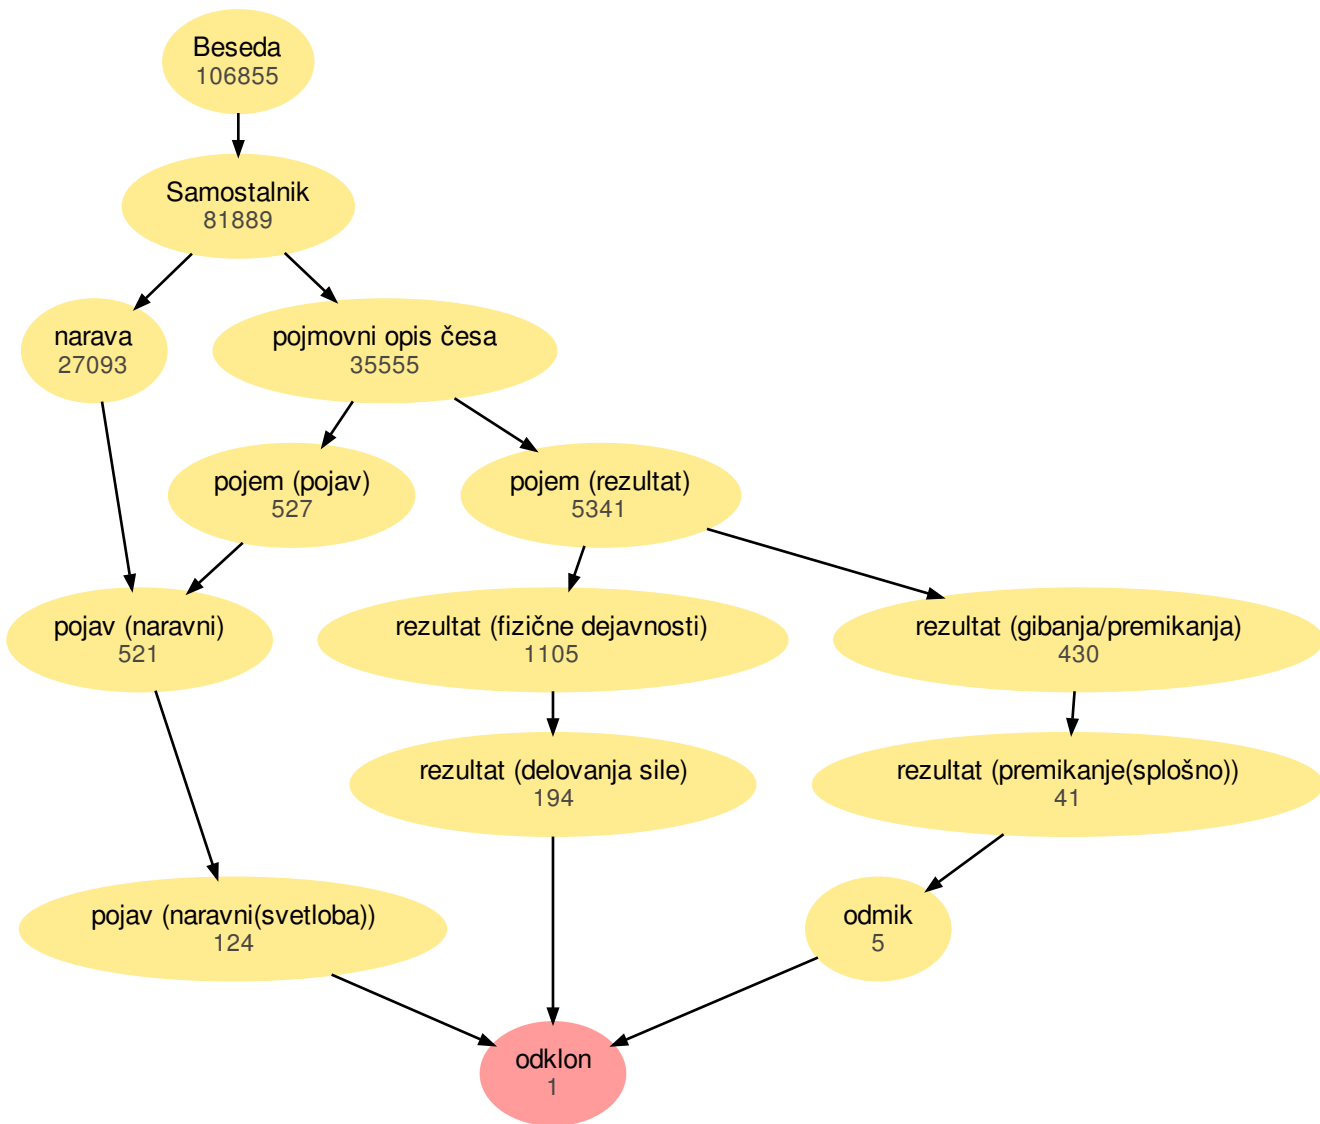 Beseda
106855
Samostalnik
81889
narava
27093
pojmovni opis česa
35555
pojem (pojav)
527
pojem (rezultat)
5341
pojav (naravni)
521
rezultat (fizične dejavnosti)
1105
rezultat (gibanja/premikanja)
430
rezultat (delovanja sile)
194
rezultat (premikanje(splošno))
41
pojav (naravni(svetloba))
124
odmik
5
odklon
1